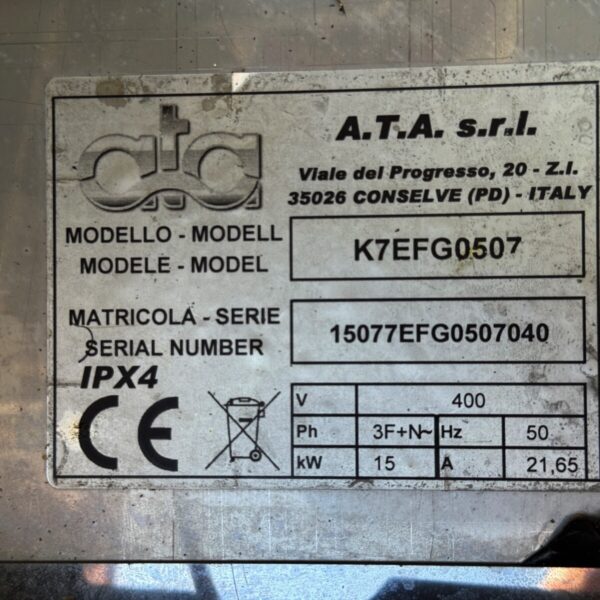 ata
A.T.A. s.r.l.
Viale del Progresso, 20 - Z.I.
35026 CONSELVE (PD) - ITALY
MODELLO - MODELL
MODELE - MODEL
K7EFG0507
MATRICOLA - SERIE
SERIAL NUMBER
15077EFG0507040
IPX4
CE
V 400
Ph 3F+N~ Hz 50
kW 15 A 21,65